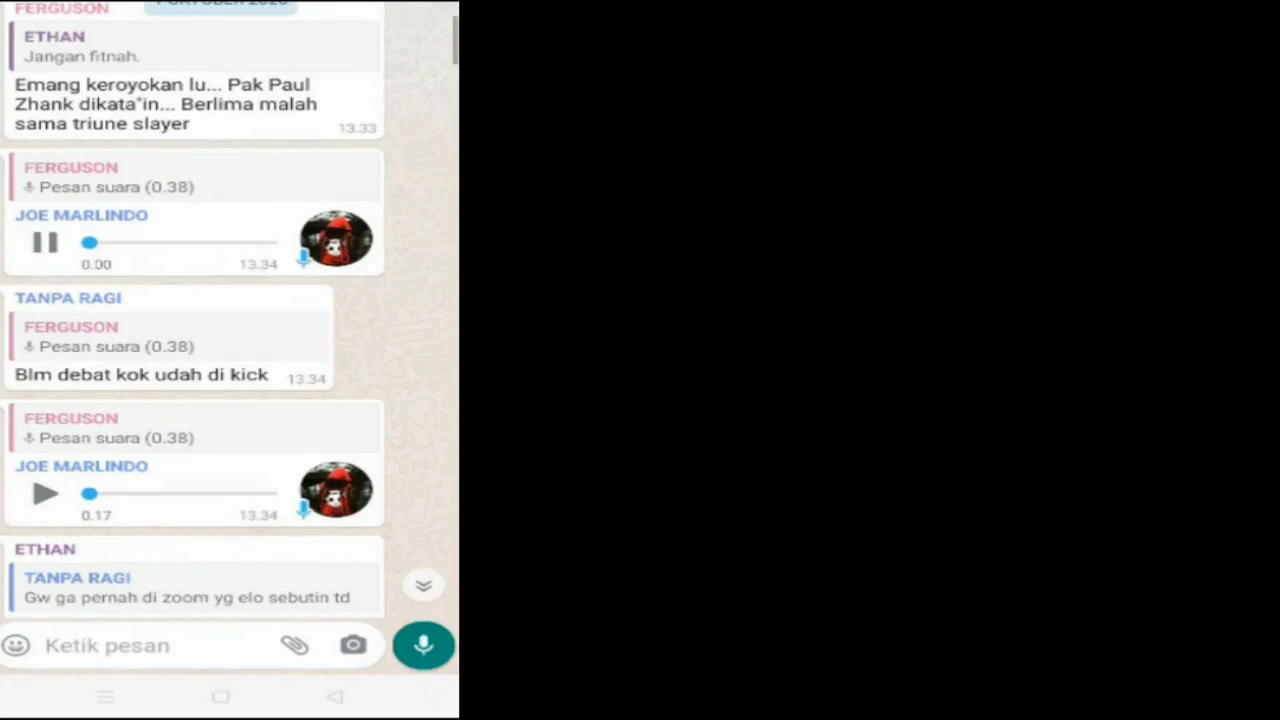 FERGUSON
ETHAN
Jangan fitnah.
Emang keroyokan lu... Pak Paul
Zhank dikata"in... Berlima malah
sama triune slayer
13.33
FERGUSON
Pesan suara (0.38)
JOE MARLINDO
0.00
13.34
TANPA RAGI
FERGUSON
Pesan suara (0.38)
Blm debat kok udah di kick
13.34
FERGUSON
Pesan suara (0.38)
JOE MARLINDO
0.17
13.34
ETHAN
TANPA RAGI
Gw ga pernah di zoom yg elo sebutin td
Ketik pesan